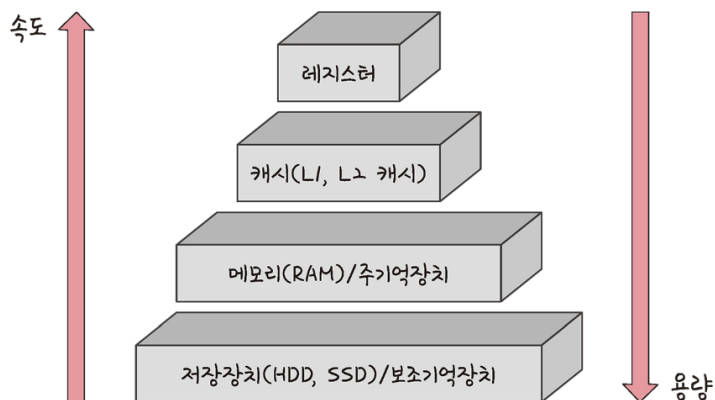 속도
레지스터
캐시(L1, L2 캐시)
메모리(RAM)/주기억장치
저장장치(HDD, SSD)/보조기억장치
용량